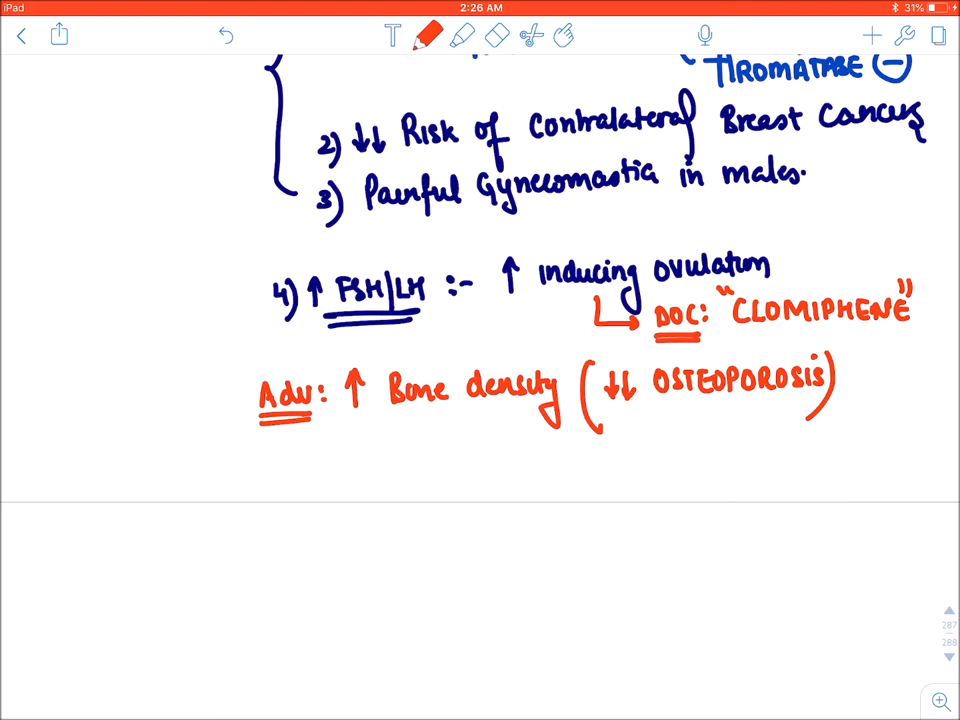 iPad 2:26 AM 31%
T
AROMATASE (-)
2) ↓↓ Risk of Contralateral Breast Cancer
3) Painful Gynecomastia in males.
4) ↑ FSH/LH :- ↑ inducing ovulation
DOC: "CLOMIPHENE"
Adv: ↑ Bone density (↓↓ OSTEOPOROSIS)
287
288